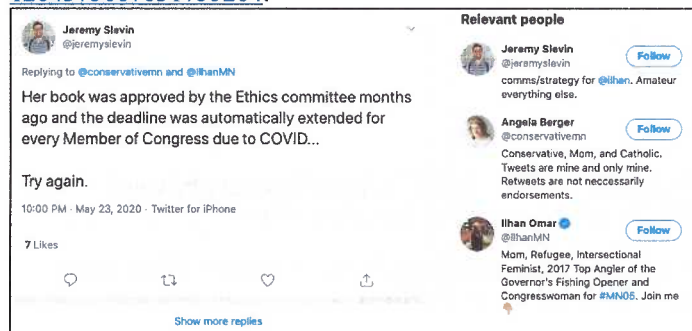 Jeremy Slevin
@jeremyslevin
Replying to @conservativemn and @IlhanMN
Her book was approved by the Ethics committee months
ago and the deadline was automatically extended for
every Member of Congress due to COVID...
Try again.
10:00 PM · May 23, 2020 · Twitter for iPhone
7 Likes
Show more replies
Relevant people
Jeremy Slevin
@jeremyslevin
Follow
comms/strategy for @ilhan. Amateur
everything else.
Angela Berger
@conservativemn
Follow
Conservative, Mom, and Catholic.
Tweets are mine and only mine.
Retweets are not neccessarily
endorsements.
Ilhan Omar
@IlhanMN
Follow
Mom, Refugee, Intersectional
Feminist, 2017 Top Angler of the
Governor's Fishing Opener and
Congresswoman for #MN05. Join me